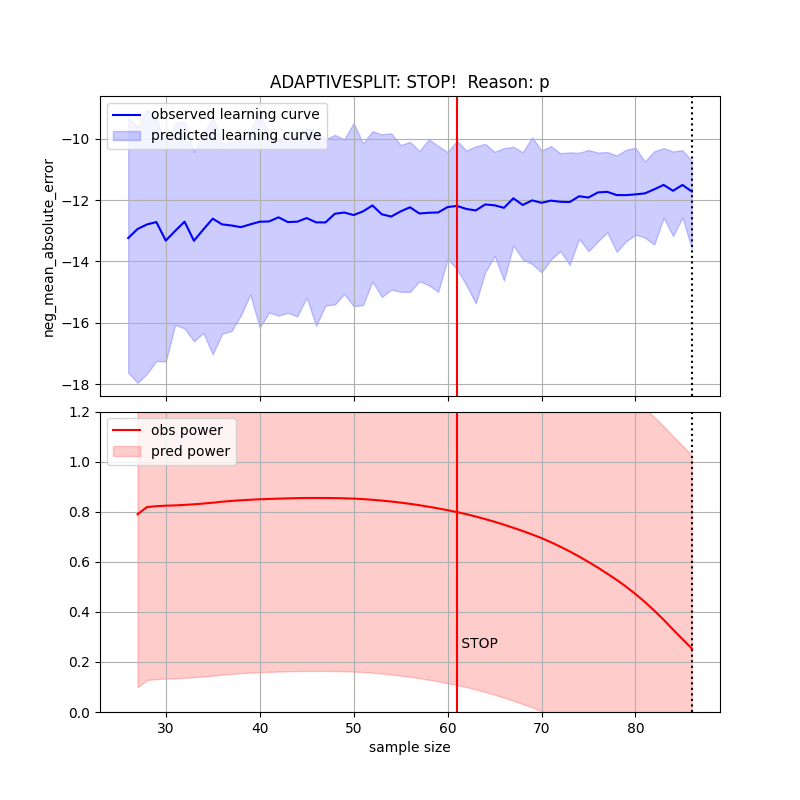 ADAPTIVESPLIT: STOP!  Reason: p
observed learning curve
predicted learning curve
neg_mean_absolute_error
−10
−12
−14
−16
−18
obs power
pred power
1.2
1.0
0.8
0.6
0.4
0.2
0.0
STOP
30 40 50 60 70 80
sample size